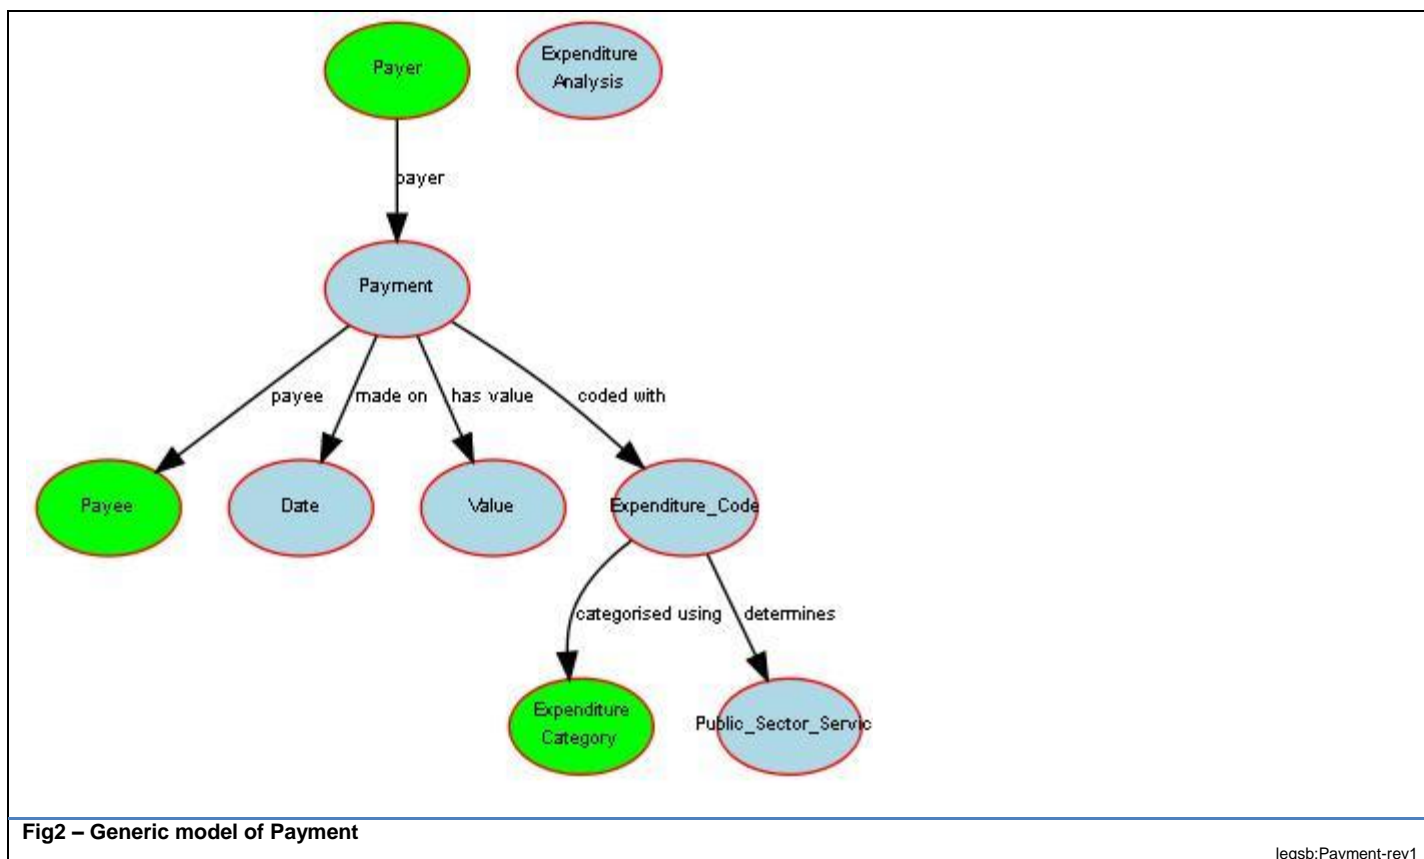 Payer
Expenditure
Analysis
payer
Payment
payee
made on
has value
coded with
Payee
Date
Value
Expenditure_Code
categorised using
determines
Expenditure
Category
Public_Sector_Servic
Fig2 – Generic model of Payment
legsb:Payment-rev1